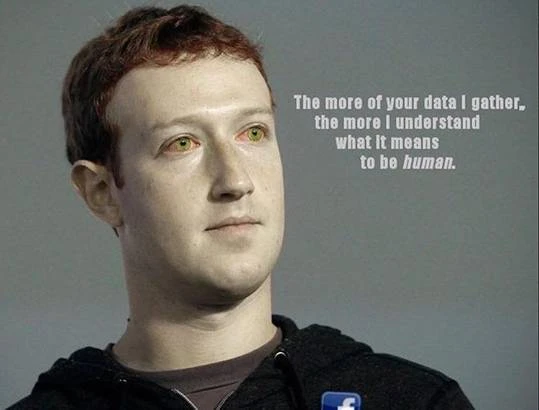 The more of your data I gather,,
the more I understand
what it means
to be human.
f